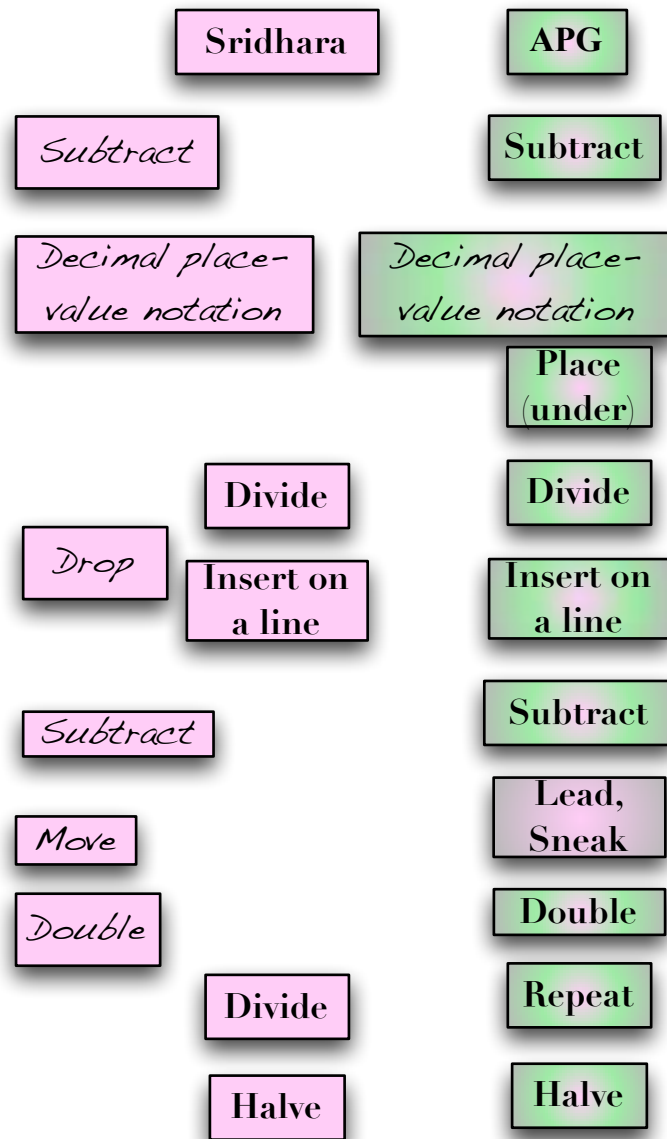 Sridhara APG
Subtract Subtract
Decimal place- Decimal place-
value notation value notation
Place
(under)
Divide Divide
Drop
Insert on Insert on
a line a line
Subtract Subtract
Lead,
Sneak
Move
Double Double
Divide Repeat
Halve Halve